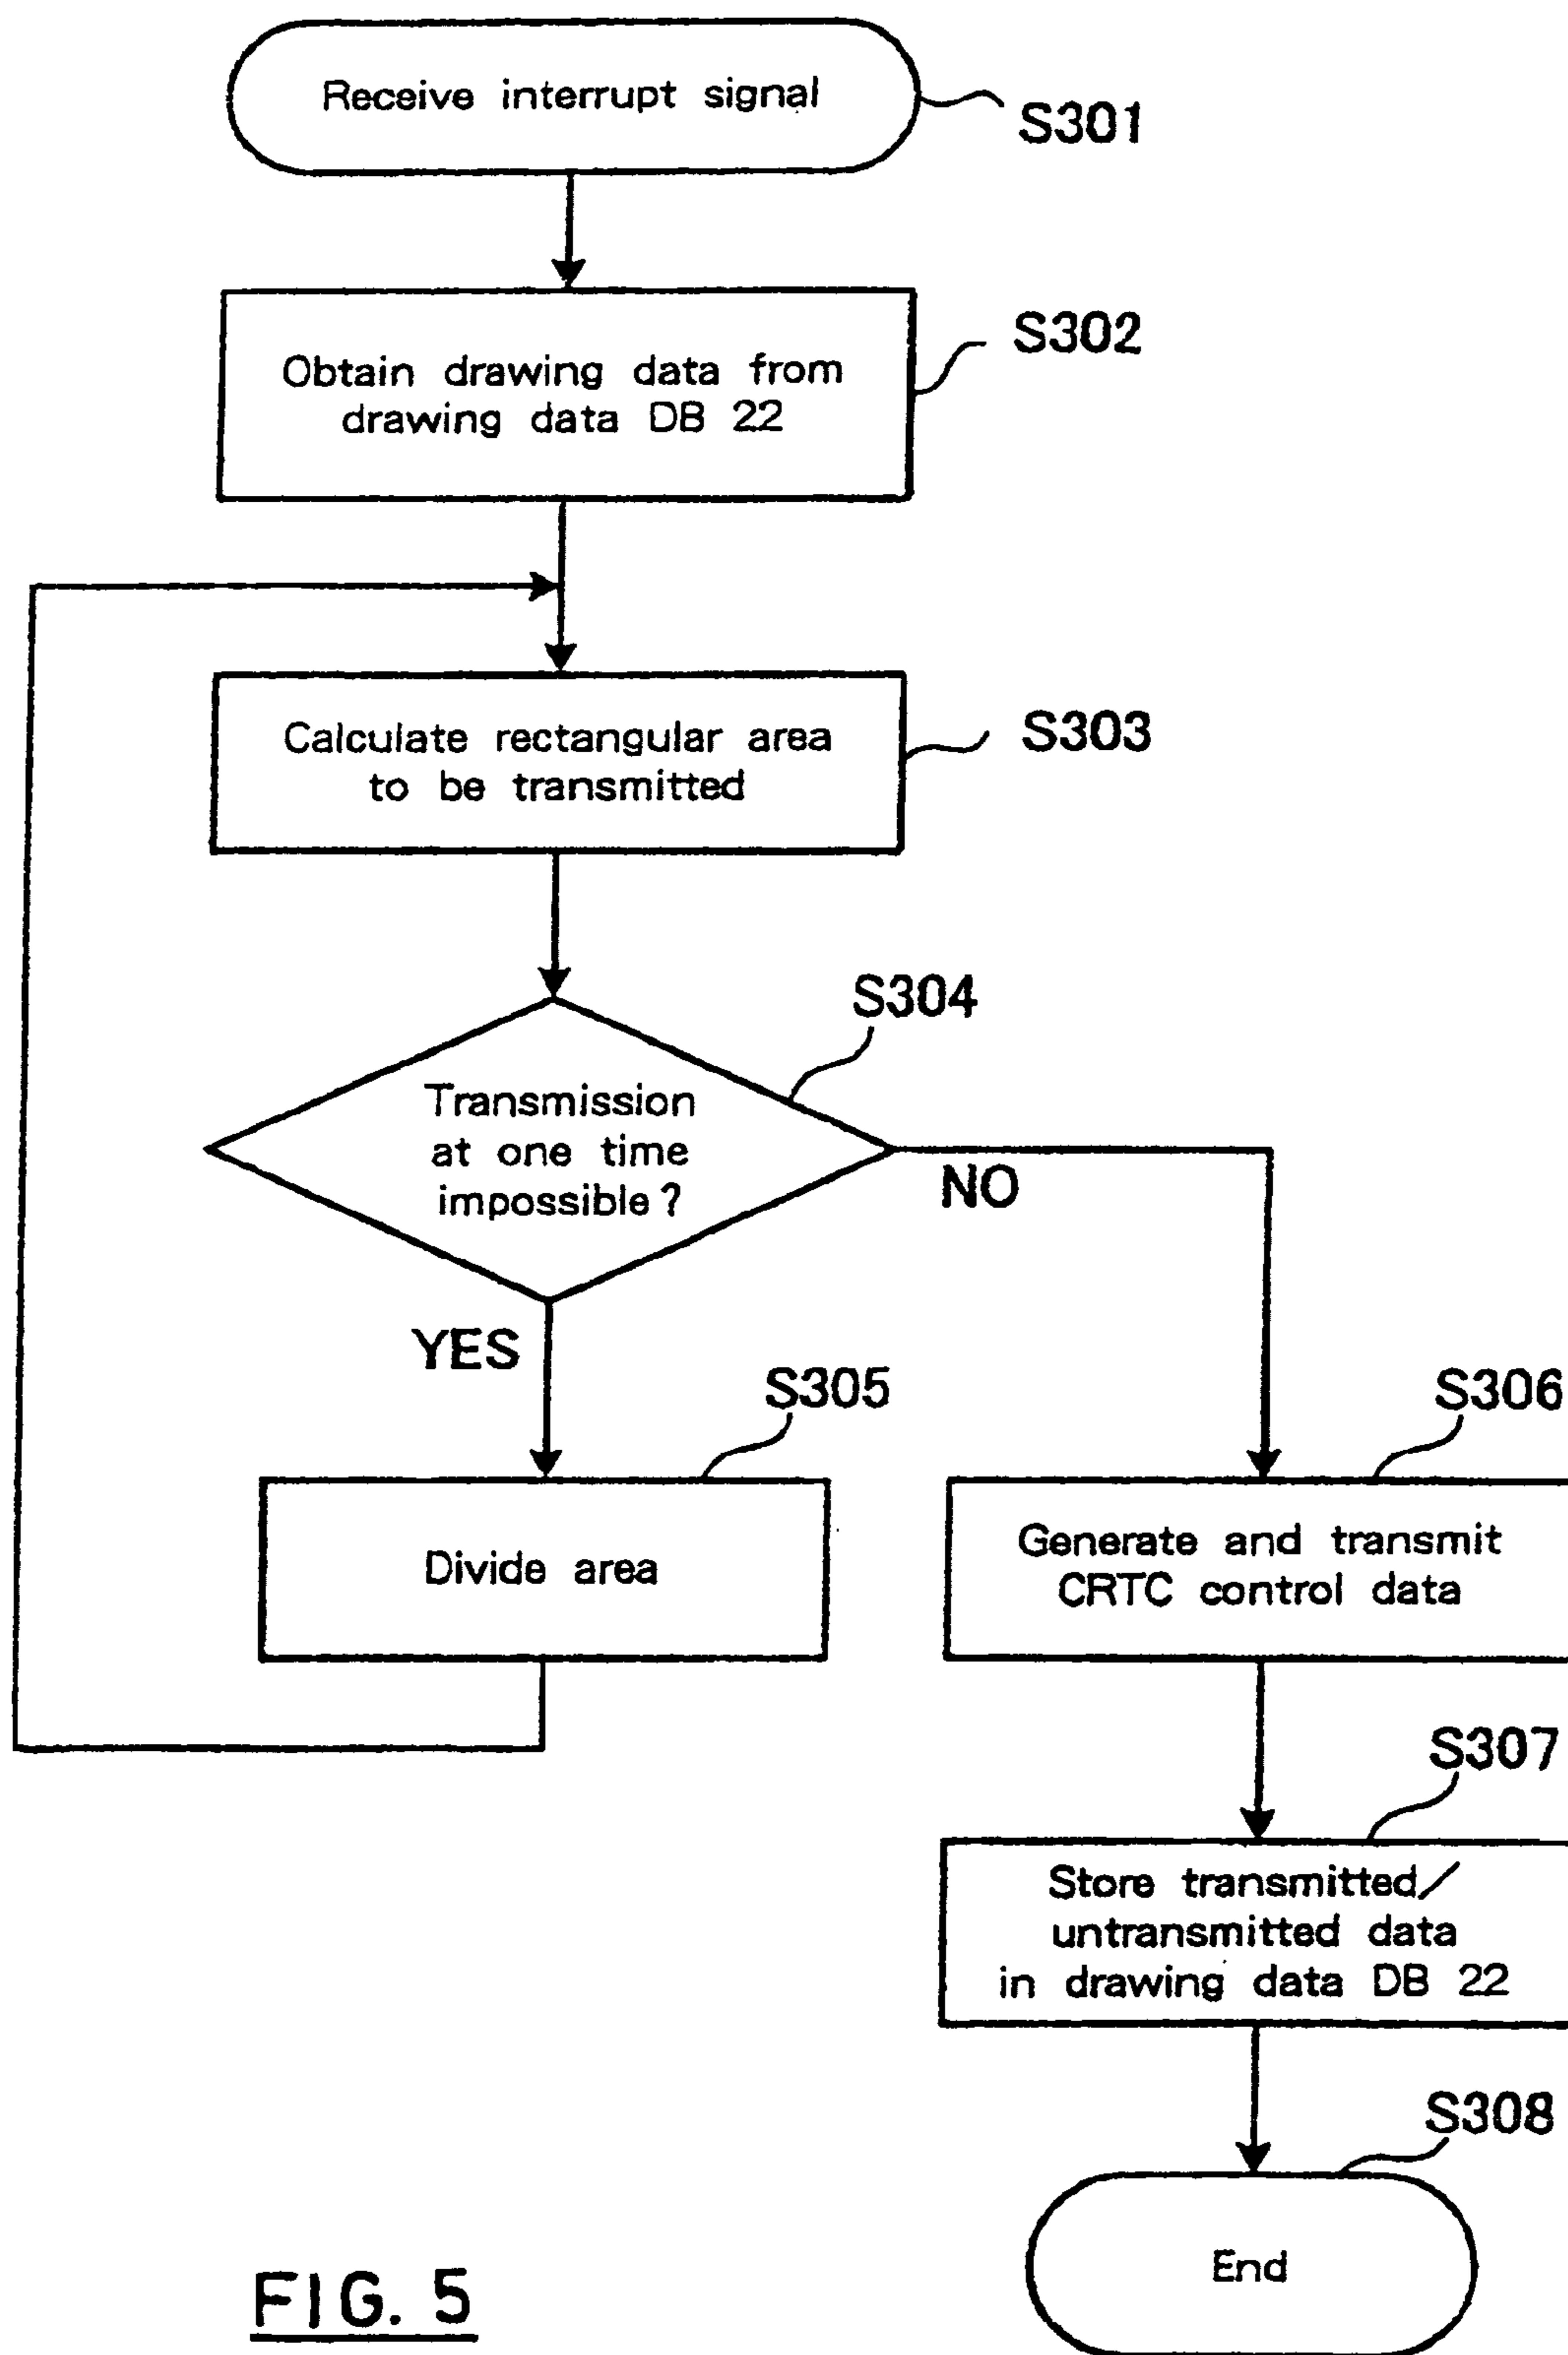 Receive interrupt signal
S301
Obtain drawing data from
drawing data DB 22
S302
Calculate rectangular area
to be transmitted
S303
S304
Transmission
at one time
impossible?
NO
YES
S305
Divide area
S306
Generate and transmit
CRTC control data
S307
Store transmitted/
untransmitted data
in drawing data DB 22
S308
End
FIG. 5